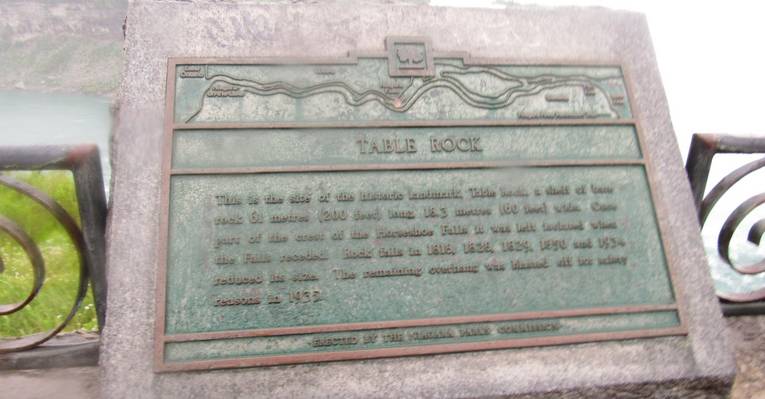 TABLE ROCK
This is the site of the historic landmark, Table Rock, a shelf of bare
rock 61 metres (200 feet) long, 18.3 metres (60 feet) wide. Once
part of the crest of the Horseshoe Falls it was left isolated when
the Falls receded. Rock falls in 1818, 1828, 1829, 1850 and 1934
reduced its size. The remaining overhang was blasted off for safety
reasons in 1935.
ERECTED BY THE NIAGARA PARKS COMMISSION